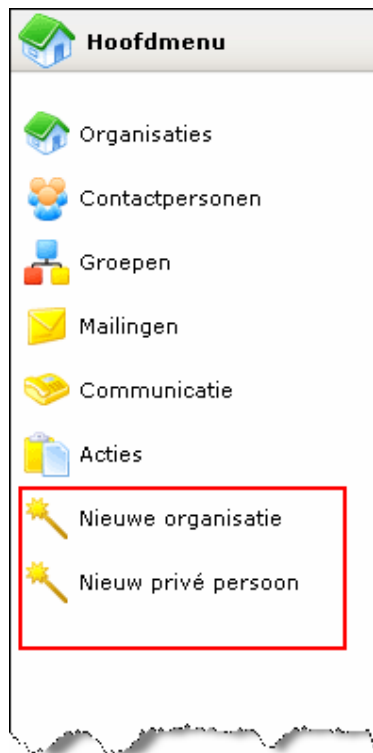 Hoofdmenu
Organisaties
Contactpersonen
Groepen
Mailingen
Communicatie
Acties
Nieuwe organisatie
Nieuw privé persoon